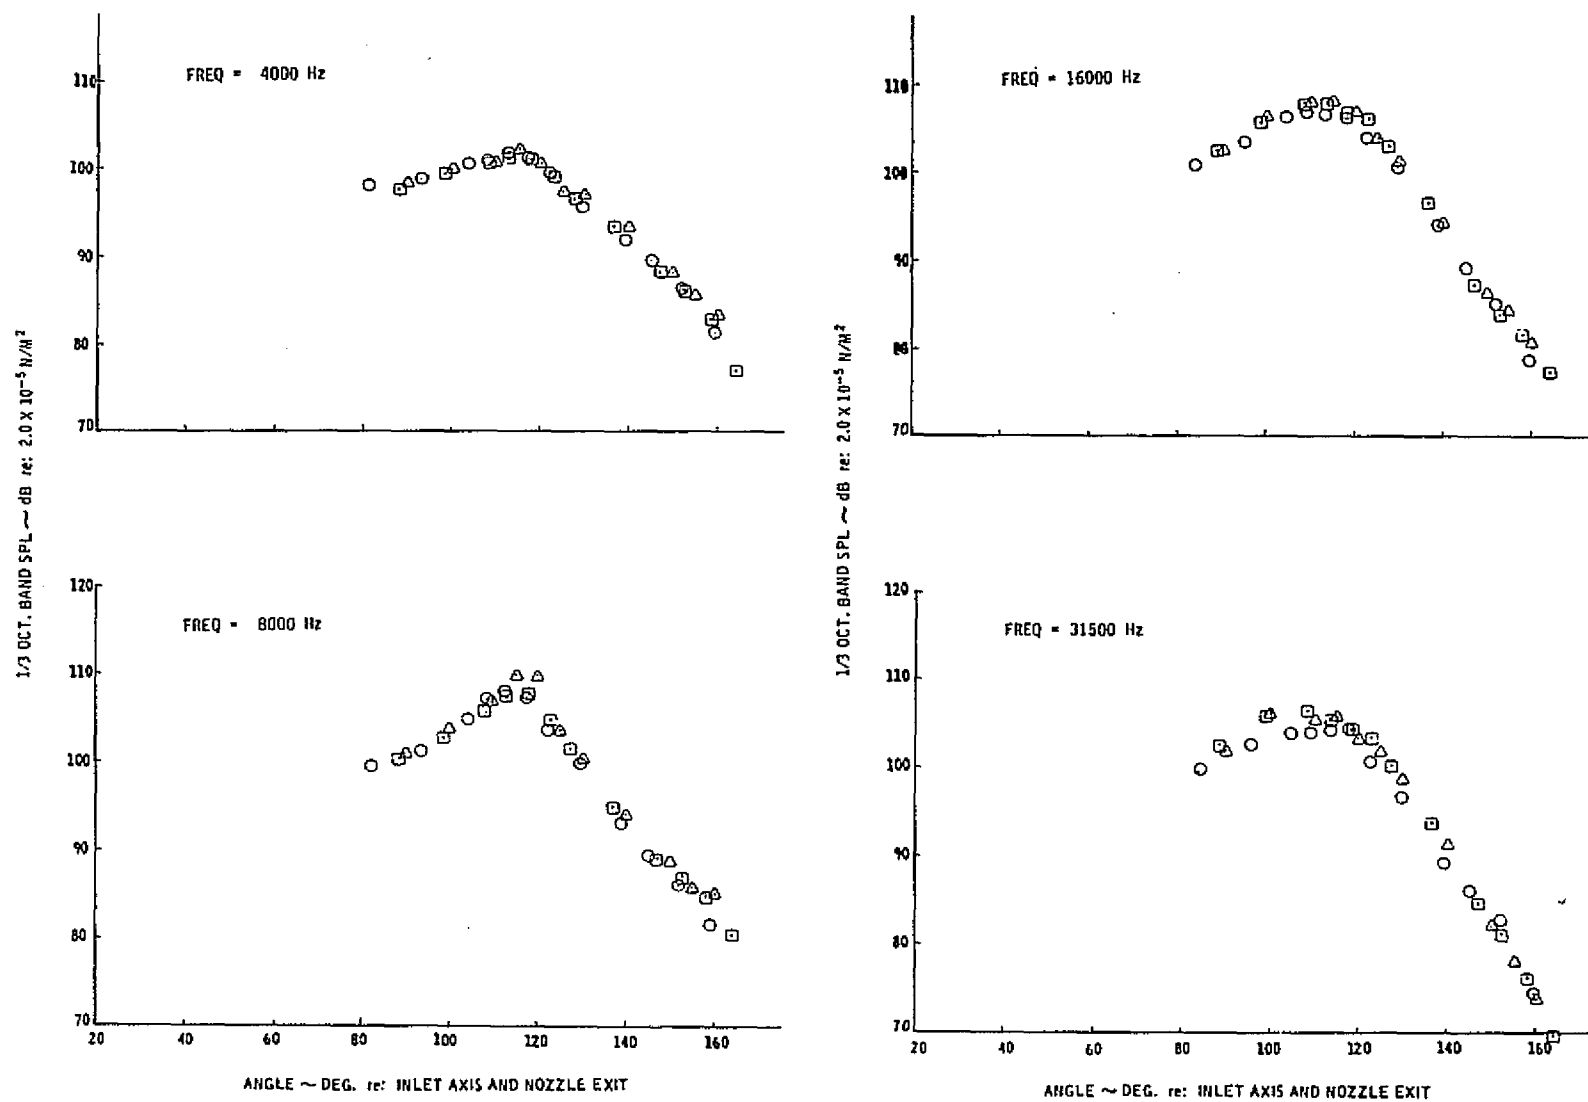 FREQ = 4000 Hz
110
100
90
80
70
FREQ = 16000 Hz
110
100
90
80
70
1/3 OCT. BAND SPL ~ dB re: 2.0 X 10⁻⁵ N/M²
1/3 OCT. BAND SPL ~ dB re: 2.0 X 10⁻⁵ N/M²
FREQ = 8000 Hz
120
110
100
90
80
70
20 40 60 80 100 120 140 160
ANGLE ~ DEG. re: INLET AXIS AND NOZZLE EXIT
FREQ = 31500 Hz
120
110
100
90
80
70
20 40 60 80 100 120 140 160
ANGLE ~ DEG. re: INLET AXIS AND NOZZLE EXIT